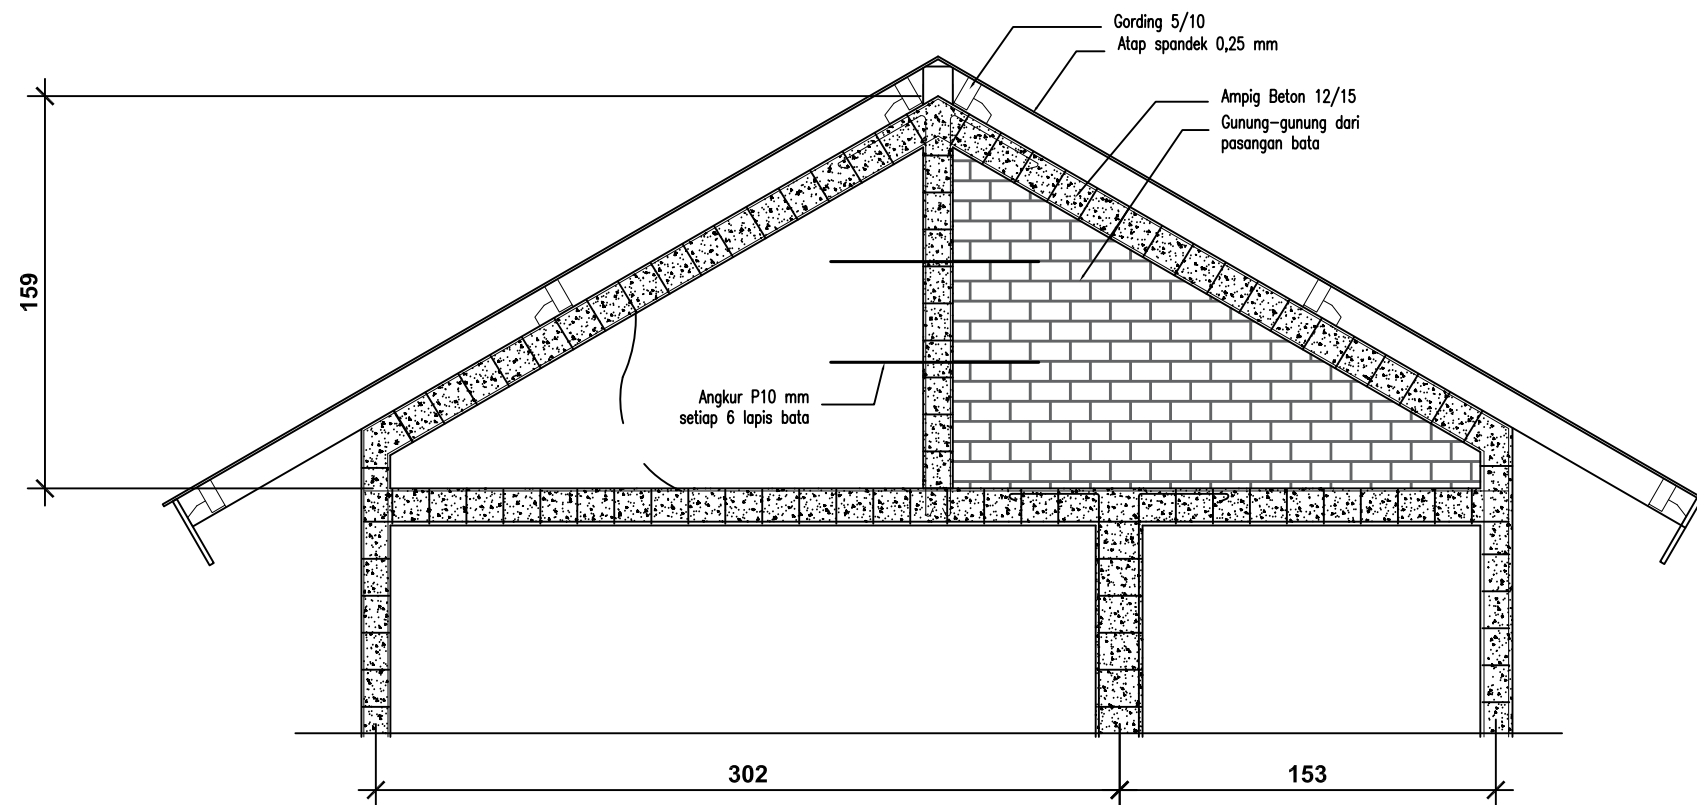 Gording 5/10
Atap spandek 0,25 mm
Ampig Beton 12/15
Gunung-gunung dari
pasangan bata
159
Angkur P10 mm
setiap 6 lapis bata
302
153